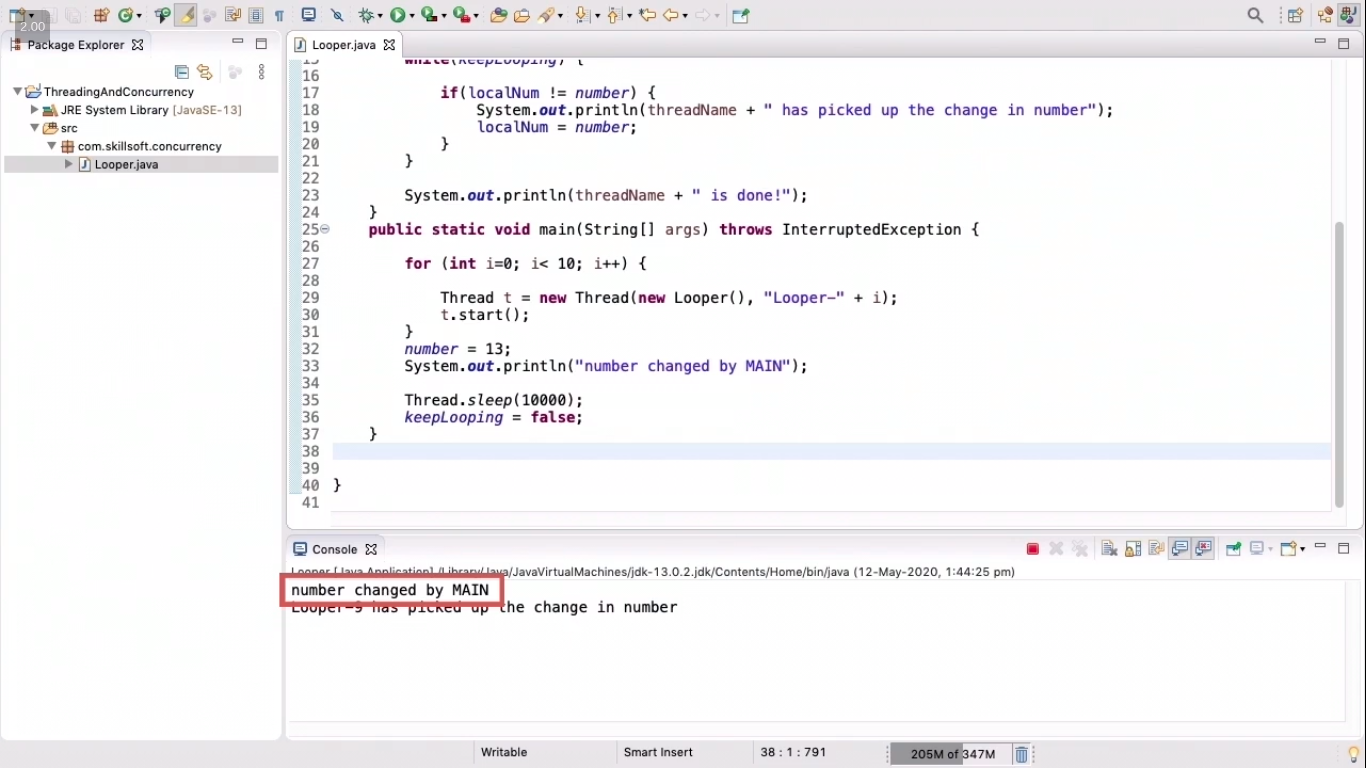 2.00
Package Explorer
ThreadingAndConcurrency
JRE System Library [JavaSE-13]
src
com.skillsoft.concurrency
Looper.java
Looper.java
15 while(keepLooping) {
16
17 if(localNum != number) {
18 System.out.println(threadName + " has picked up the change in number");
19 localNum = number;
20 }
21 }
22
23 System.out.println(threadName + " is done!");
24 }
25 public static void main(String[] args) throws InterruptedException {
26
27 for (int i=0; i< 10; i++) {
28
29 Thread t = new Thread(new Looper(), "Looper-" + i);
30 t.start();
31 }
32 number = 13;
33 System.out.println("number changed by MAIN");
34
35 Thread.sleep(10000);
36 keepLooping = false;
37 }
38
39
40 }
41
Console
Looper [Java Application] /Library/Java/JavaVirtualMachines/jdk-13.0.2.jdk/Contents/Home/bin/java (12-May-2020, 1:44:25 pm)
number changed by MAIN
Looper-9 has picked up the change in number
Writable
Smart Insert
38 : 1 : 791
205M of 347M